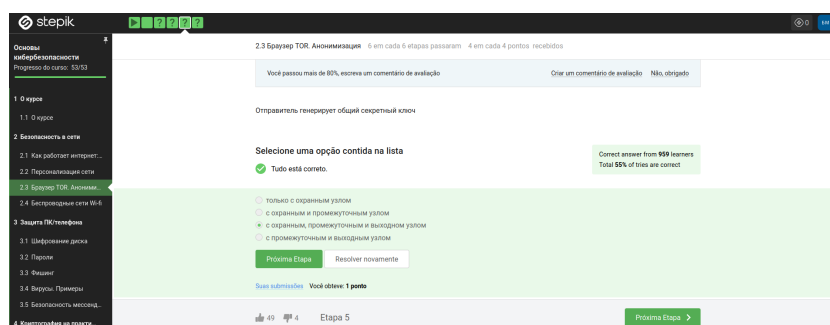 stepik
? ? ? ?
0
БМ
Основы
кибербезопасности
Progresso do curso: 53/53
1 О курсе
1.1 О курсе
2 Безопасность в сети
2.1 Как работает интернет:...
2.2 Персонализация сети
2.3 Браузер TOR. Аноними...
2.4 Беспроводные сети Wi-fi
3 Защита ПК/телефона
3.1 Шифрование диска
3.2 Пароли
3.3 Фишинг
3.4 Вирусы. Примеры
3.5 Безопасность мессенд...
4 Криптография на практи...
2.3 Браузер TOR. Анонимизация 6 em cada 6 etapas passaram 4 em cada 4 pontos recebidos
Você passou mais de 80%, escreva um comentário de avaliação Criar um comentário de avaliação Não, obrigado
Отправитель генерирует общий секретный ключ
Selecione uma opção contida na lista
Tudo está correto.
Correct answer from 959 learners
Total 55% of tries are correct
только с охранным узлом
с охранным и промежуточным узлом
с охранным, промежуточным и выходном узлом
с промежуточным и выходным узлом
Próxima Etapa Resolver novamente
Suas submissões Você obteve: 1 ponto
49 4 Etapa 5 Próxima Etapa